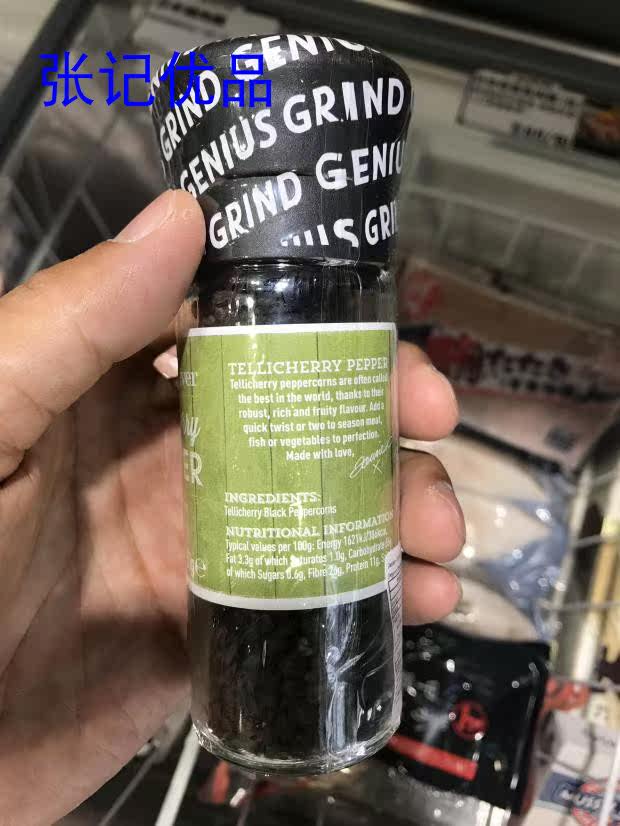 张记优品
GENIUS
GRIND
GENIUS GRIND
GRIND GENIU
GRI
TELLICHERRY PEPPER
Tellicherry peppercorns are often called
the best in the world, thanks to their
robust, rich and fruity flavour. Add a
quick twist or two to season meat,
fish or vegetables to perfection.
Made with love,
ER
INGREDIENTS:
Tellicherry Black Peppercorns
NUTRITIONAL INFORMATION
Typical values per 100g: Energy 1621kJ/
Fat 3.3g of which Saturates 1.0g, Carbohydrate
of which Sugars 0.6g, Fibre Protein 11g,
g℮